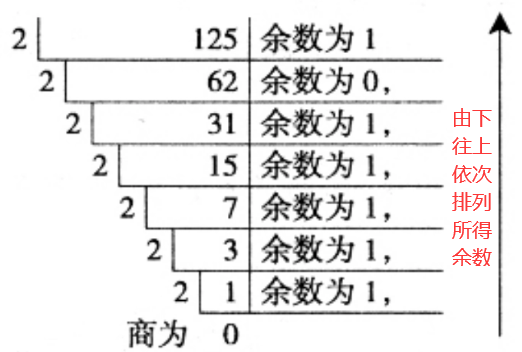 2 125 余数为 1
2 62 余数为 0,
2 31 余数为 1,
2 15 余数为 1,
2 7 余数为 1,
2 3 余数为 1,
2 1 余数为 1,
商为 0
由下
往上
依次
排列
所得
余数